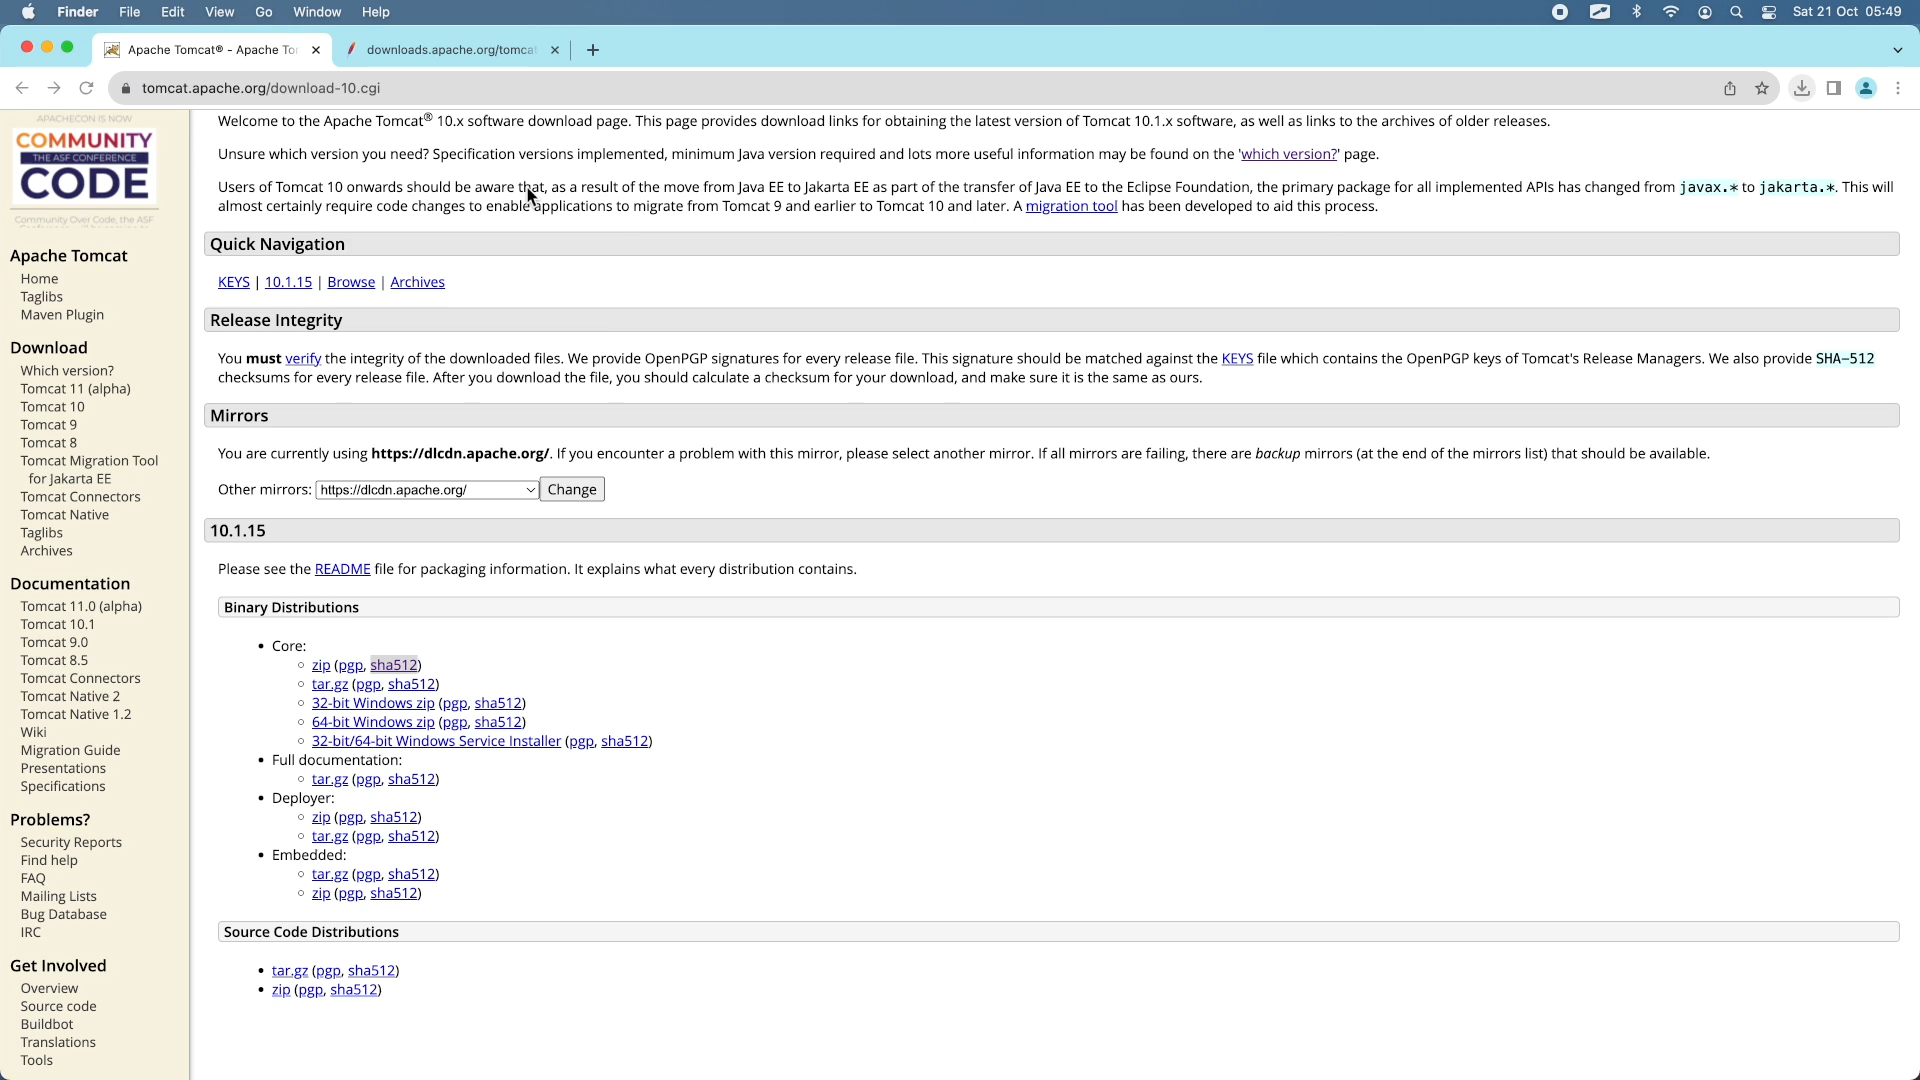 Finder File Edit View Go Window Help Sat 21 Oct 05:49
Apache Tomcat® - Apache To
downloads.apache.org/tomcat
tomcat.apache.org/download-10.cgi
APACHECON IS NOW
COMMUNITY
THE ASF CONFERENCE
CODE
Community Over Code, the ASF
Apache Tomcat
Home
Taglibs
Maven Plugin
Download
Which version?
Tomcat 11 (alpha)
Tomcat 10
Tomcat 9
Tomcat 8
Tomcat Migration Tool
for Jakarta EE
Tomcat Connectors
Tomcat Native
Taglibs
Archives
Documentation
Tomcat 11.0 (alpha)
Tomcat 10.1
Tomcat 9.0
Tomcat 8.5
Tomcat Connectors
Tomcat Native 2
Tomcat Native 1.2
Wiki
Migration Guide
Presentations
Specifications
Problems?
Security Reports
Find help
FAQ
Mailing Lists
Bug Database
IRC
Get Involved
Overview
Source code
Buildbot
Translations
Tools
Welcome to the Apache Tomcat® 10.x software download page. This page provides download links for obtaining the latest version of Tomcat 10.1.x software, as well as links to the archives of older releases.
Unsure which version you need? Specification versions implemented, minimum Java version required and lots more useful information may be found on the 'which version?' page.
Users of Tomcat 10 onwards should be aware that, as a result of the move from Java EE to Jakarta EE as part of the transfer of Java EE to the Eclipse Foundation, the primary package for all implemented APIs has changed from javax.* to jakarta.*. This will
almost certainly require code changes to enable applications to migrate from Tomcat 9 and earlier to Tomcat 10 and later. A migration tool has been developed to aid this process.
Quick Navigation
KEYS | 10.1.15 | Browse | Archives
Release Integrity
You must verify the integrity of the downloaded files. We provide OpenPGP signatures for every release file. This signature should be matched against the KEYS file which contains the OpenPGP keys of Tomcat's Release Managers. We also provide SHA-512
checksums for every release file. After you download the file, you should calculate a checksum for your download, and make sure it is the same as ours.
Mirrors
You are currently using https://dlcdn.apache.org/. If you encounter a problem with this mirror, please select another mirror. If all mirrors are failing, there are backup mirrors (at the end of the mirrors list) that should be available.
Other mirrors: https://dlcdn.apache.org/ Change
10.1.15
Please see the README file for packaging information. It explains what every distribution contains.
Binary Distributions
Core:
zip (pgp, sha512)
tar.gz (pgp, sha512)
32-bit Windows zip (pgp, sha512)
64-bit Windows zip (pgp, sha512)
32-bit/64-bit Windows Service Installer (pgp, sha512)
Full documentation:
tar.gz (pgp, sha512)
Deployer:
zip (pgp, sha512)
tar.gz (pgp, sha512)
Embedded:
tar.gz (pgp, sha512)
zip (pgp, sha512)
Source Code Distributions
tar.gz (pgp, sha512)
zip (pgp, sha512)